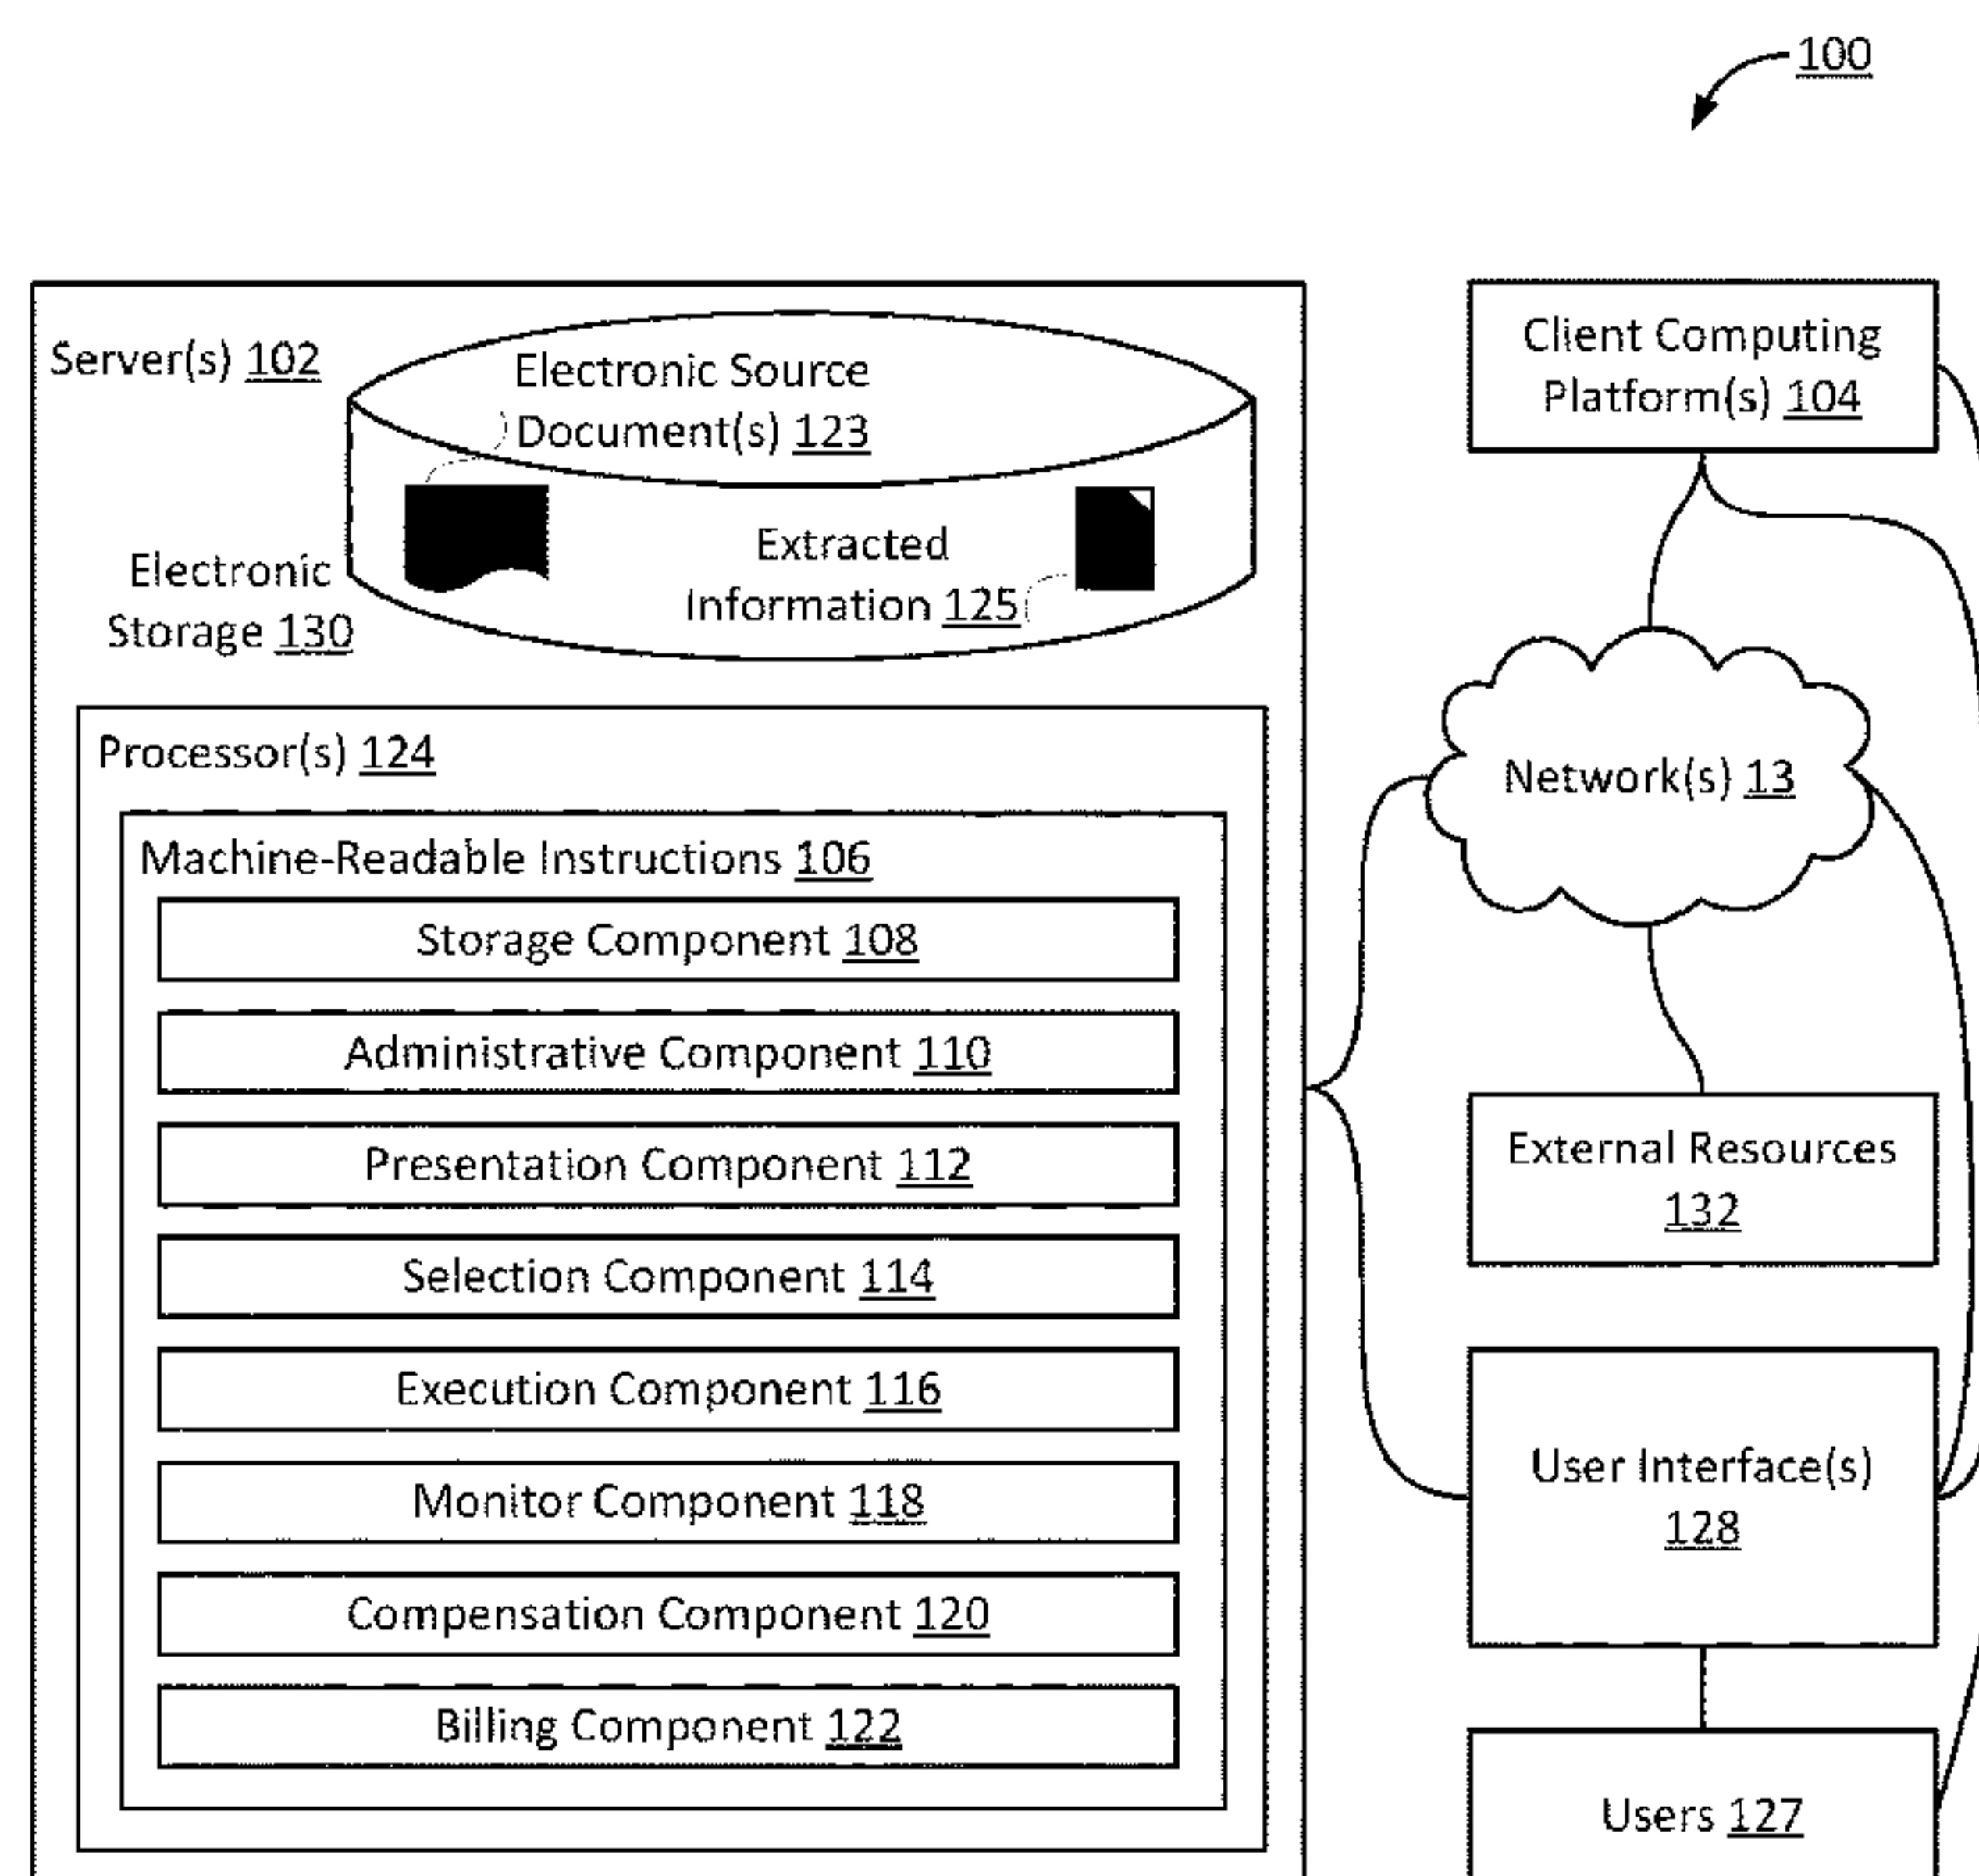 100
Server(s) 102
Electronic Source
Document(s) 123
Extracted
Information 125
Electronic
Storage 130
Processor(s) 124
Machine-Readable Instructions 106
Storage Component 108
Administrative Component 110
Presentation Component 112
Selection Component 114
Execution Component 116
Monitor Component 118
Compensation Component 120
Billing Component 122
Client Computing
Platform(s) 104
Network(s) 13
External Resources
132
User Interface(s)
128
Users 127